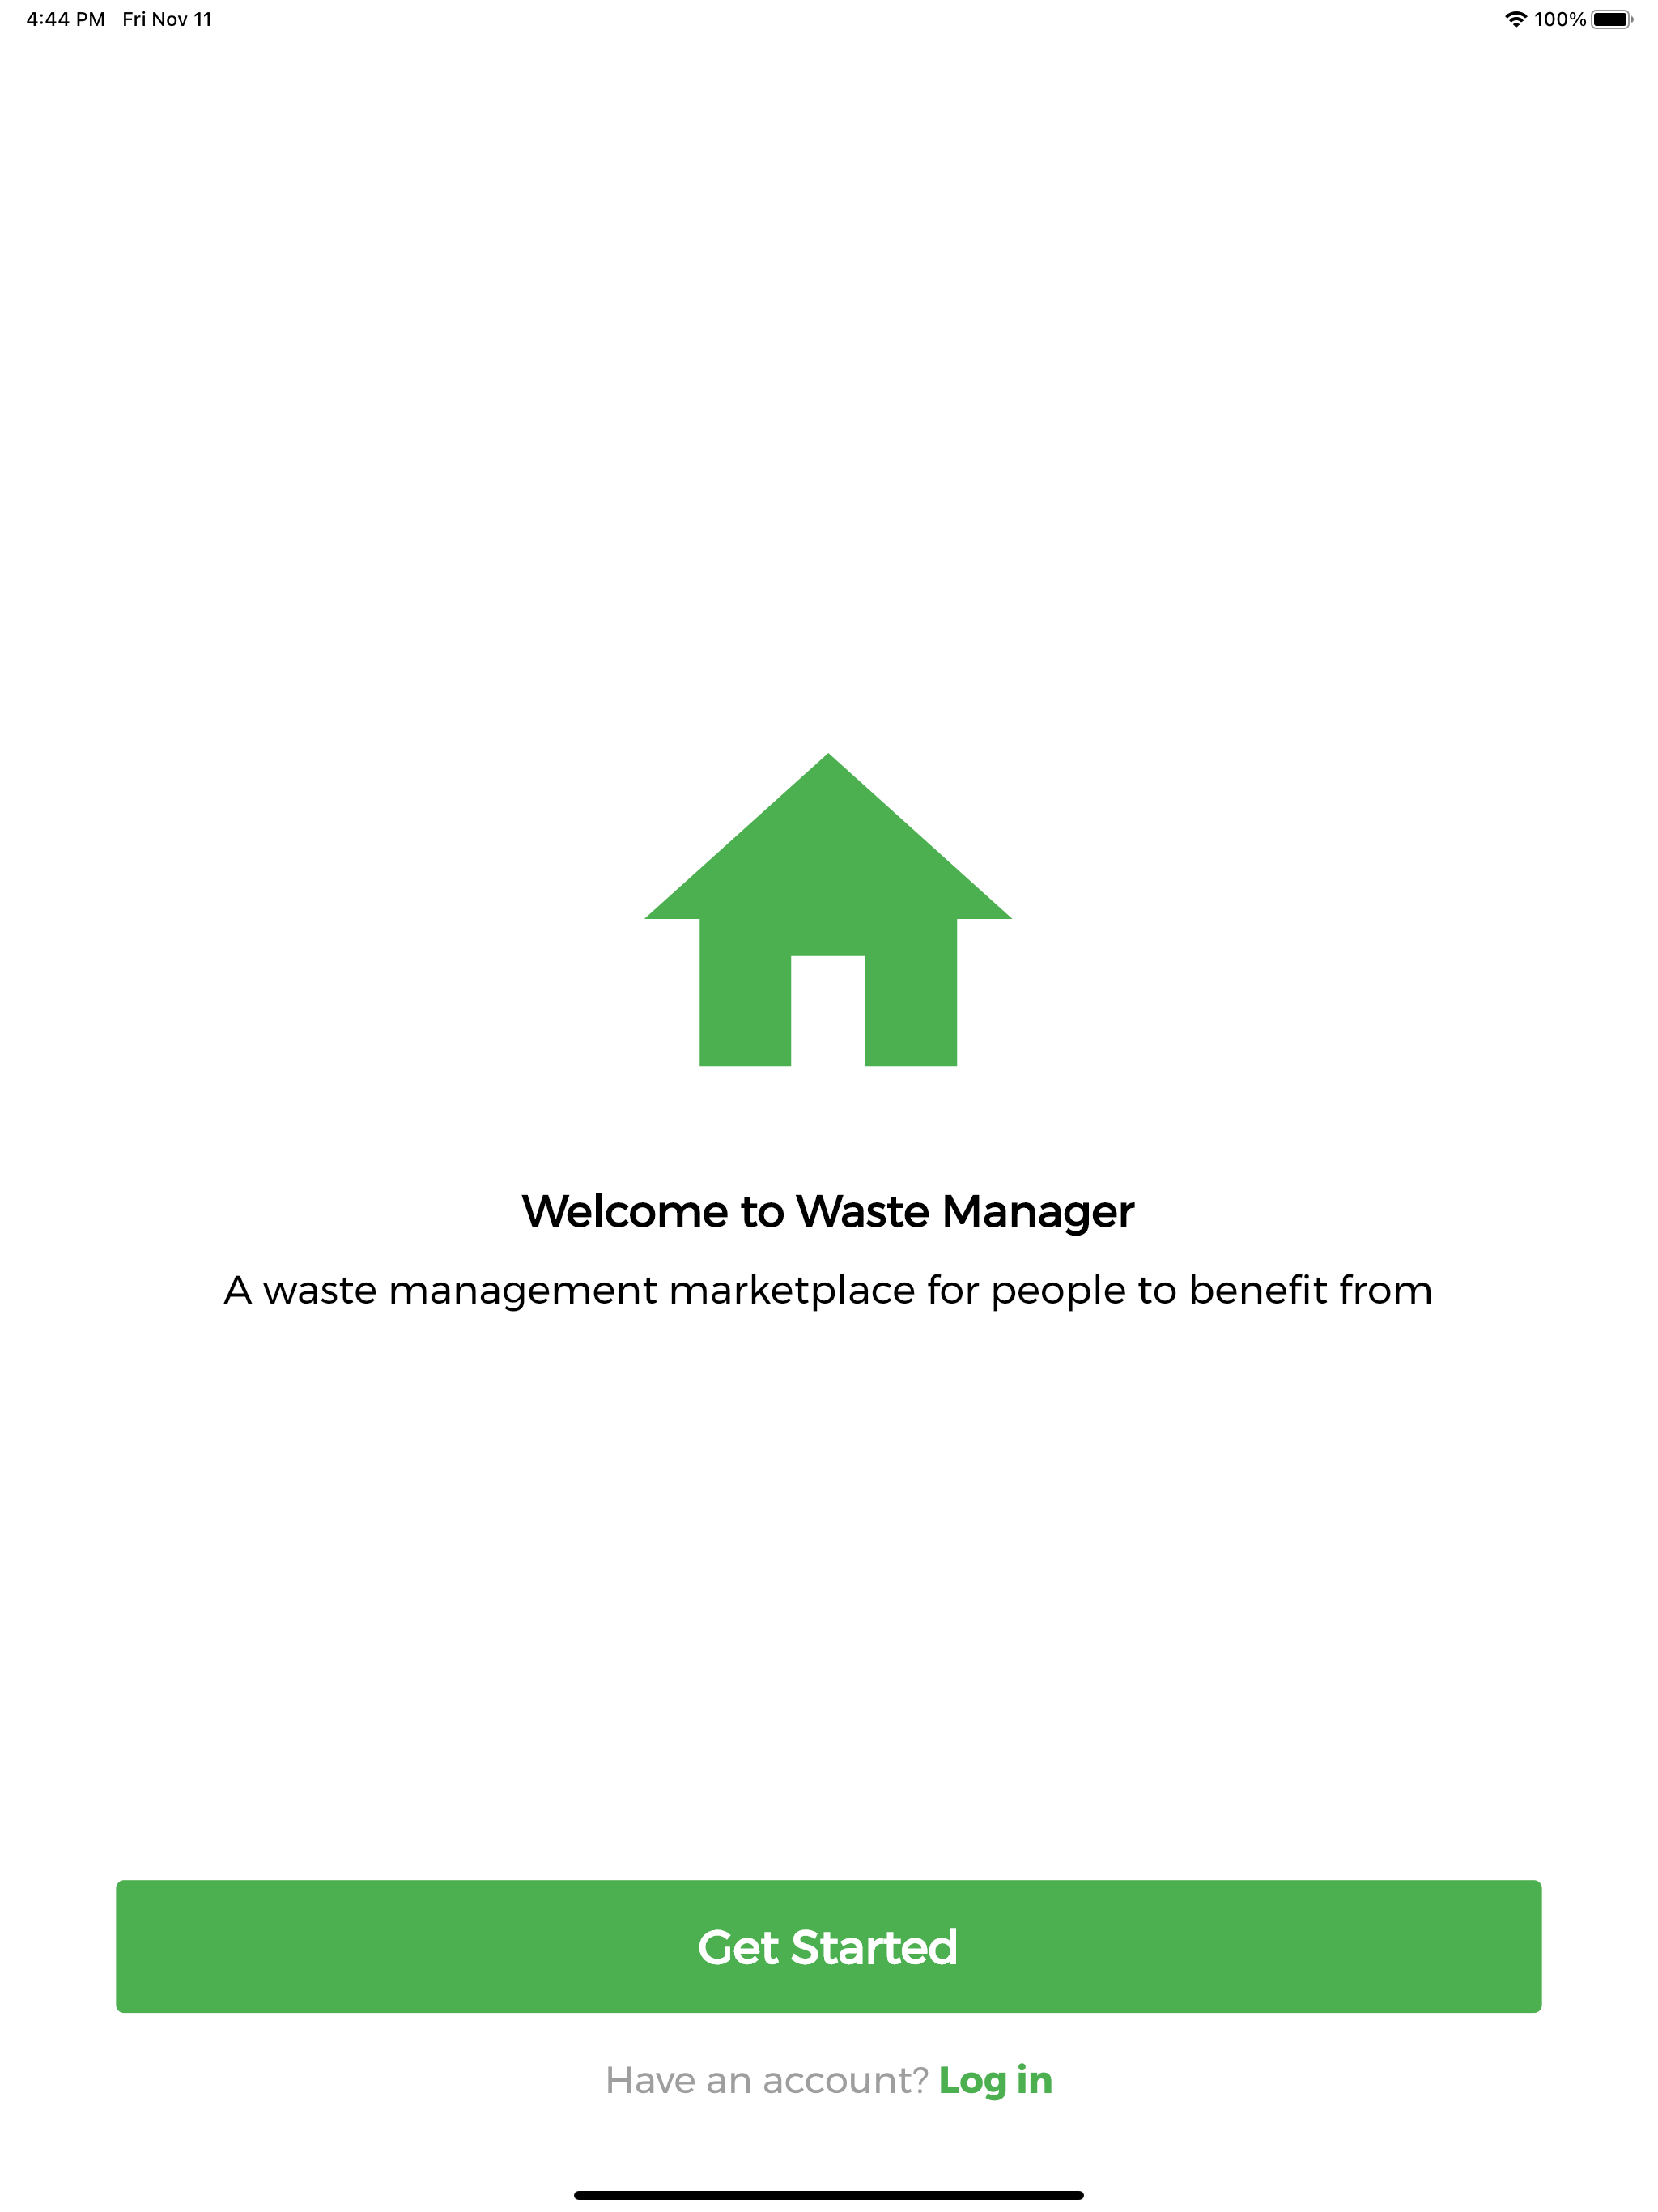 4:44 PM Fri Nov 11 100%
Welcome to Waste Manager
A waste management marketplace for people to benefit from
Get Started
Have an account? Log in